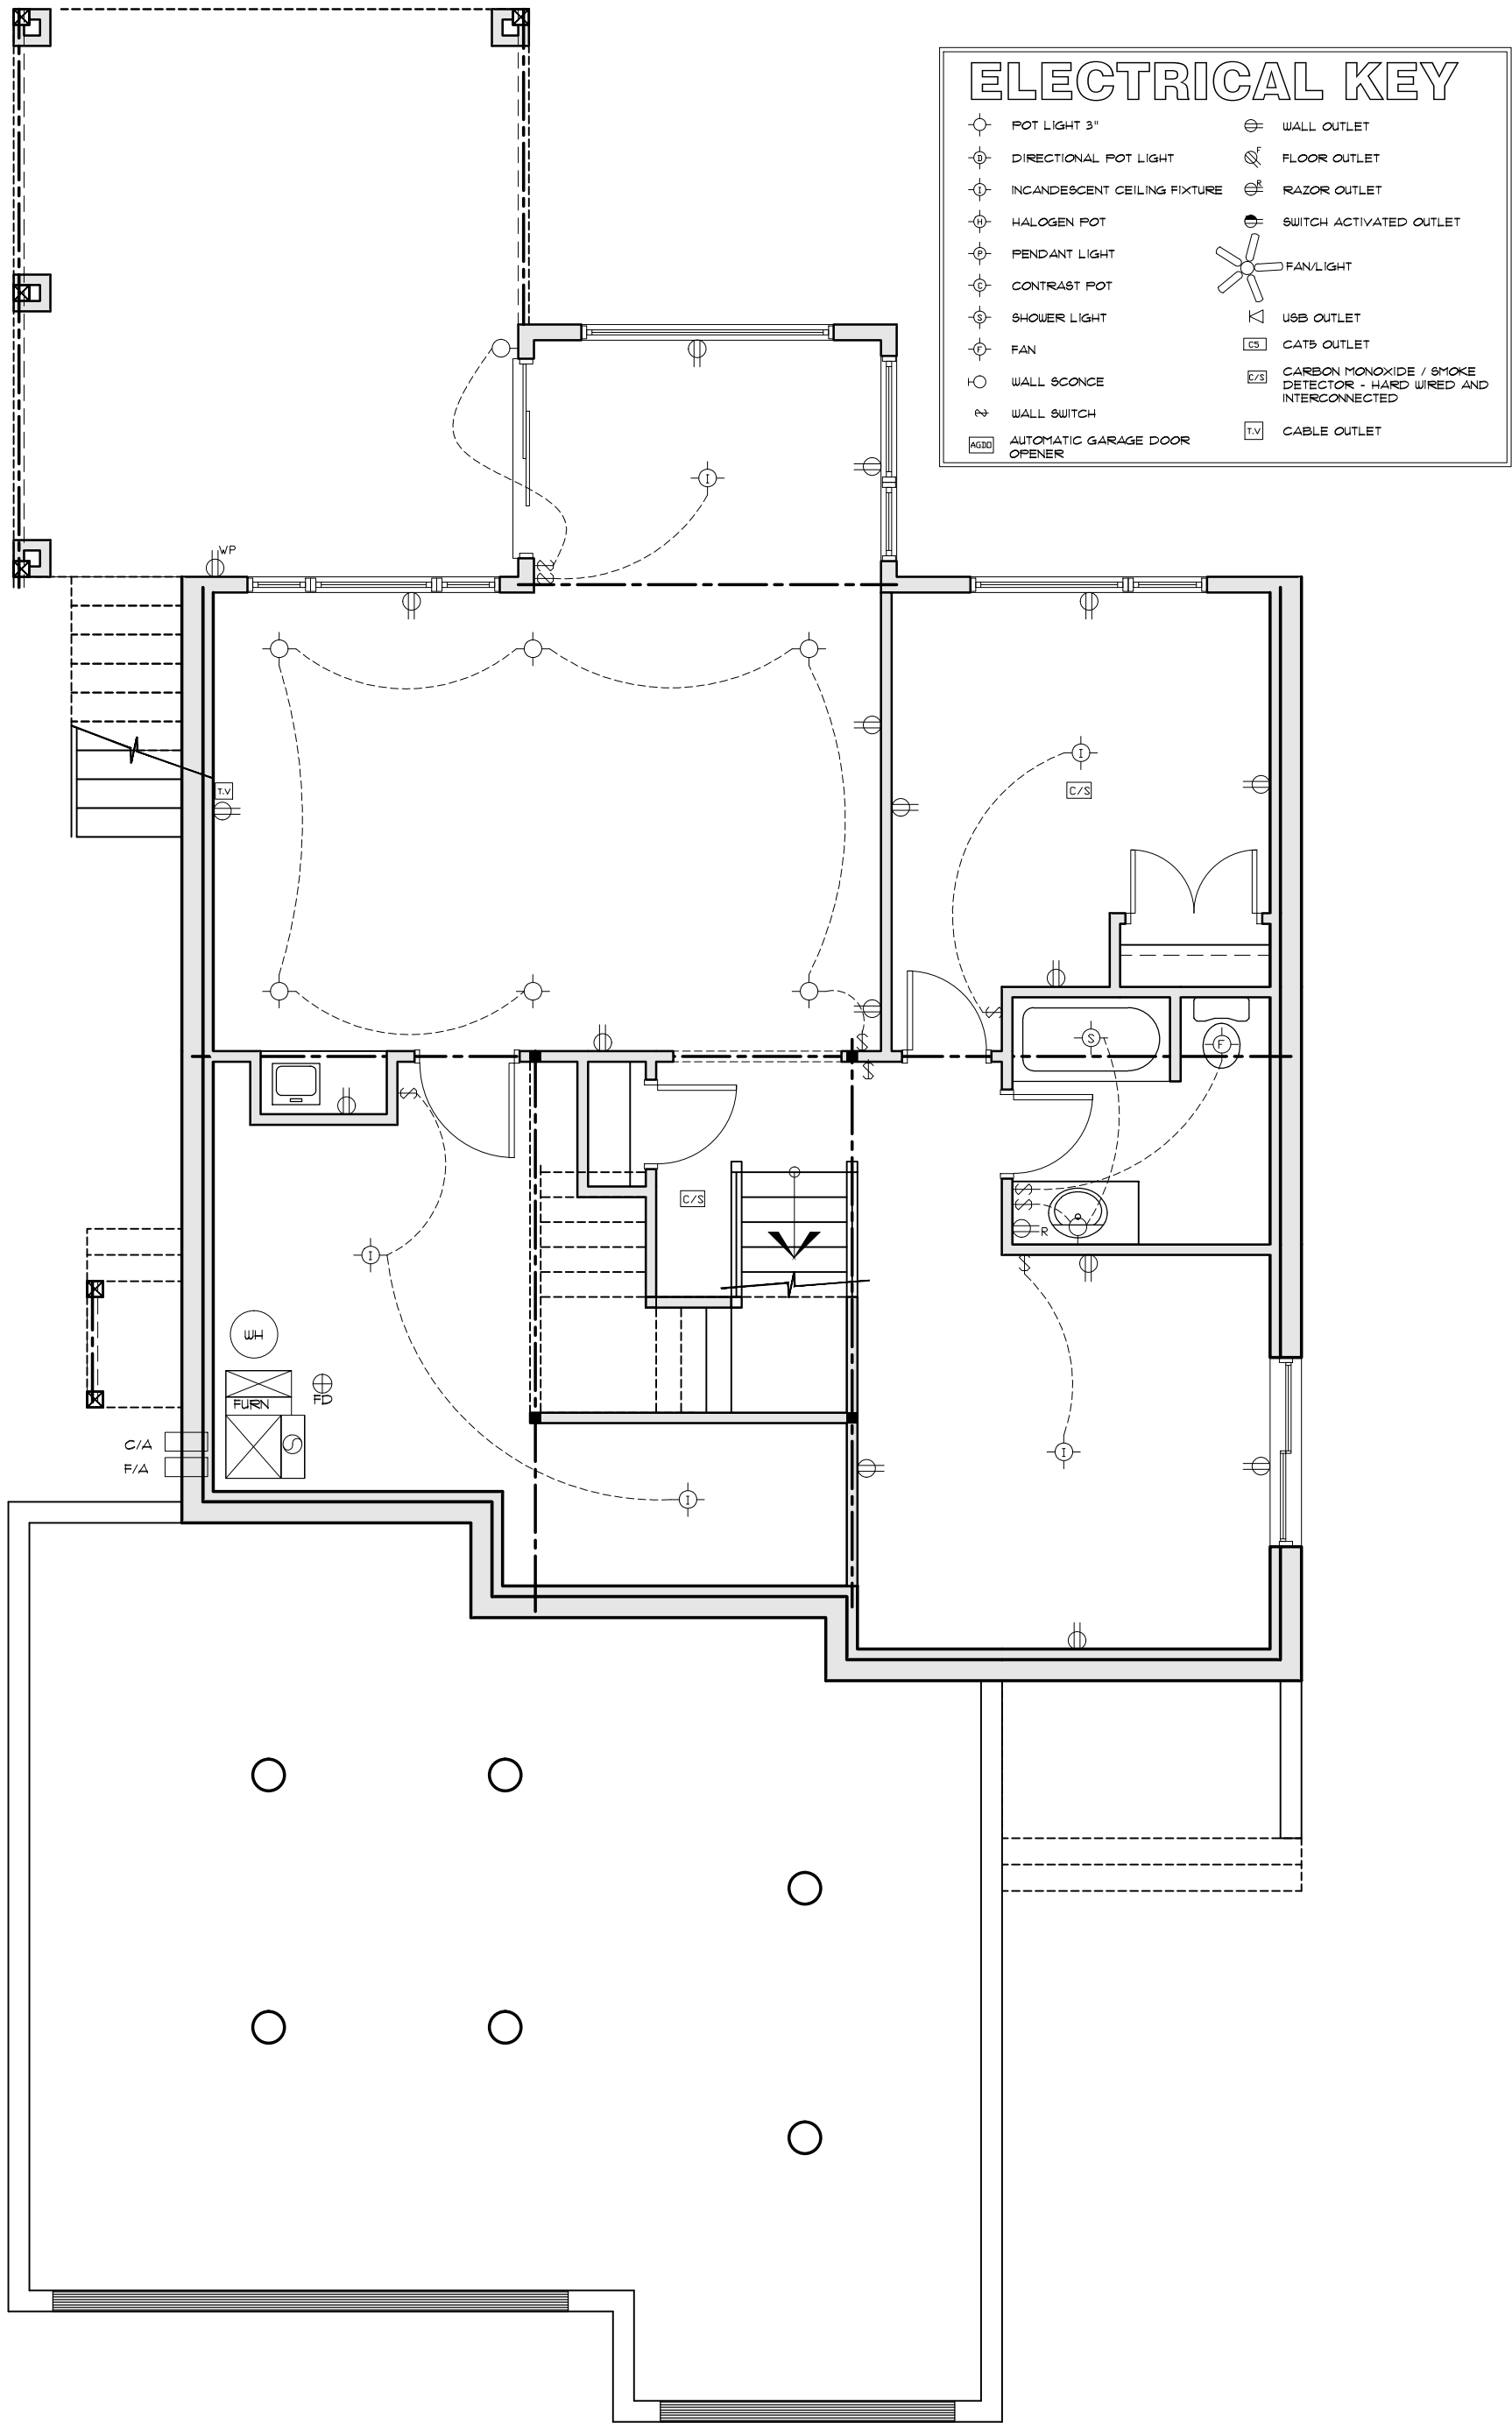 ELECTRICAL KEY
POT LIGHT 3"
D DIRECTIONAL POT LIGHT
I INCANDESCENT CEILING FIXTURE
H HALOGEN POT
P PENDANT LIGHT
C CONTRAST POT
S SHOWER LIGHT
F FAN
WALL SCONCE
WALL SWITCH
AGDO AUTOMATIC GARAGE DOOR
OPENER
WALL OUTLET
F FLOOR OUTLET
R RAZOR OUTLET
SWITCH ACTIVATED OUTLET
FAN/LIGHT
USB OUTLET
C5 CAT5 OUTLET
C/S CARBON MONOXIDE / SMOKE
DETECTOR - HARD WIRED AND
INTERCONNECTED
T.V CABLE OUTLET
I
WP
I
T.V
C/S
S
F
C/S
R
I
WH
FURN
FD
C/A
F/A
I
I